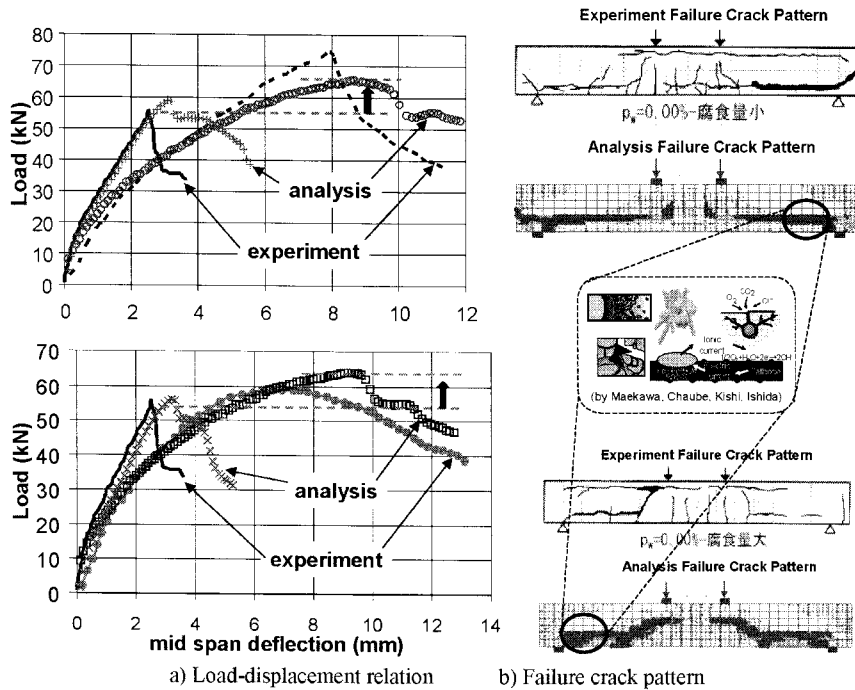 Load (kN)
80
70
60
50
40
30
20
10
0
0 2 4 6 8 10 12
analysis
experiment
Load (kN)
70
60
50
40
30
20
10
0
0 2 4 6 8 10 12 14
analysis
experiment
mid span deflection (mm)
a) Load-displacement relation
Experiment Failure Crack Pattern
pw=0.00%-腐食量小
Analysis Failure Crack Pattern
O2
CO2
Ionic
current
(by Maekawa, Chaube, Kishi, Ishida)
Experiment Failure Crack Pattern
pw=0.00%-腐食量大
Analysis Failure Crack Pattern
b) Failure crack pattern